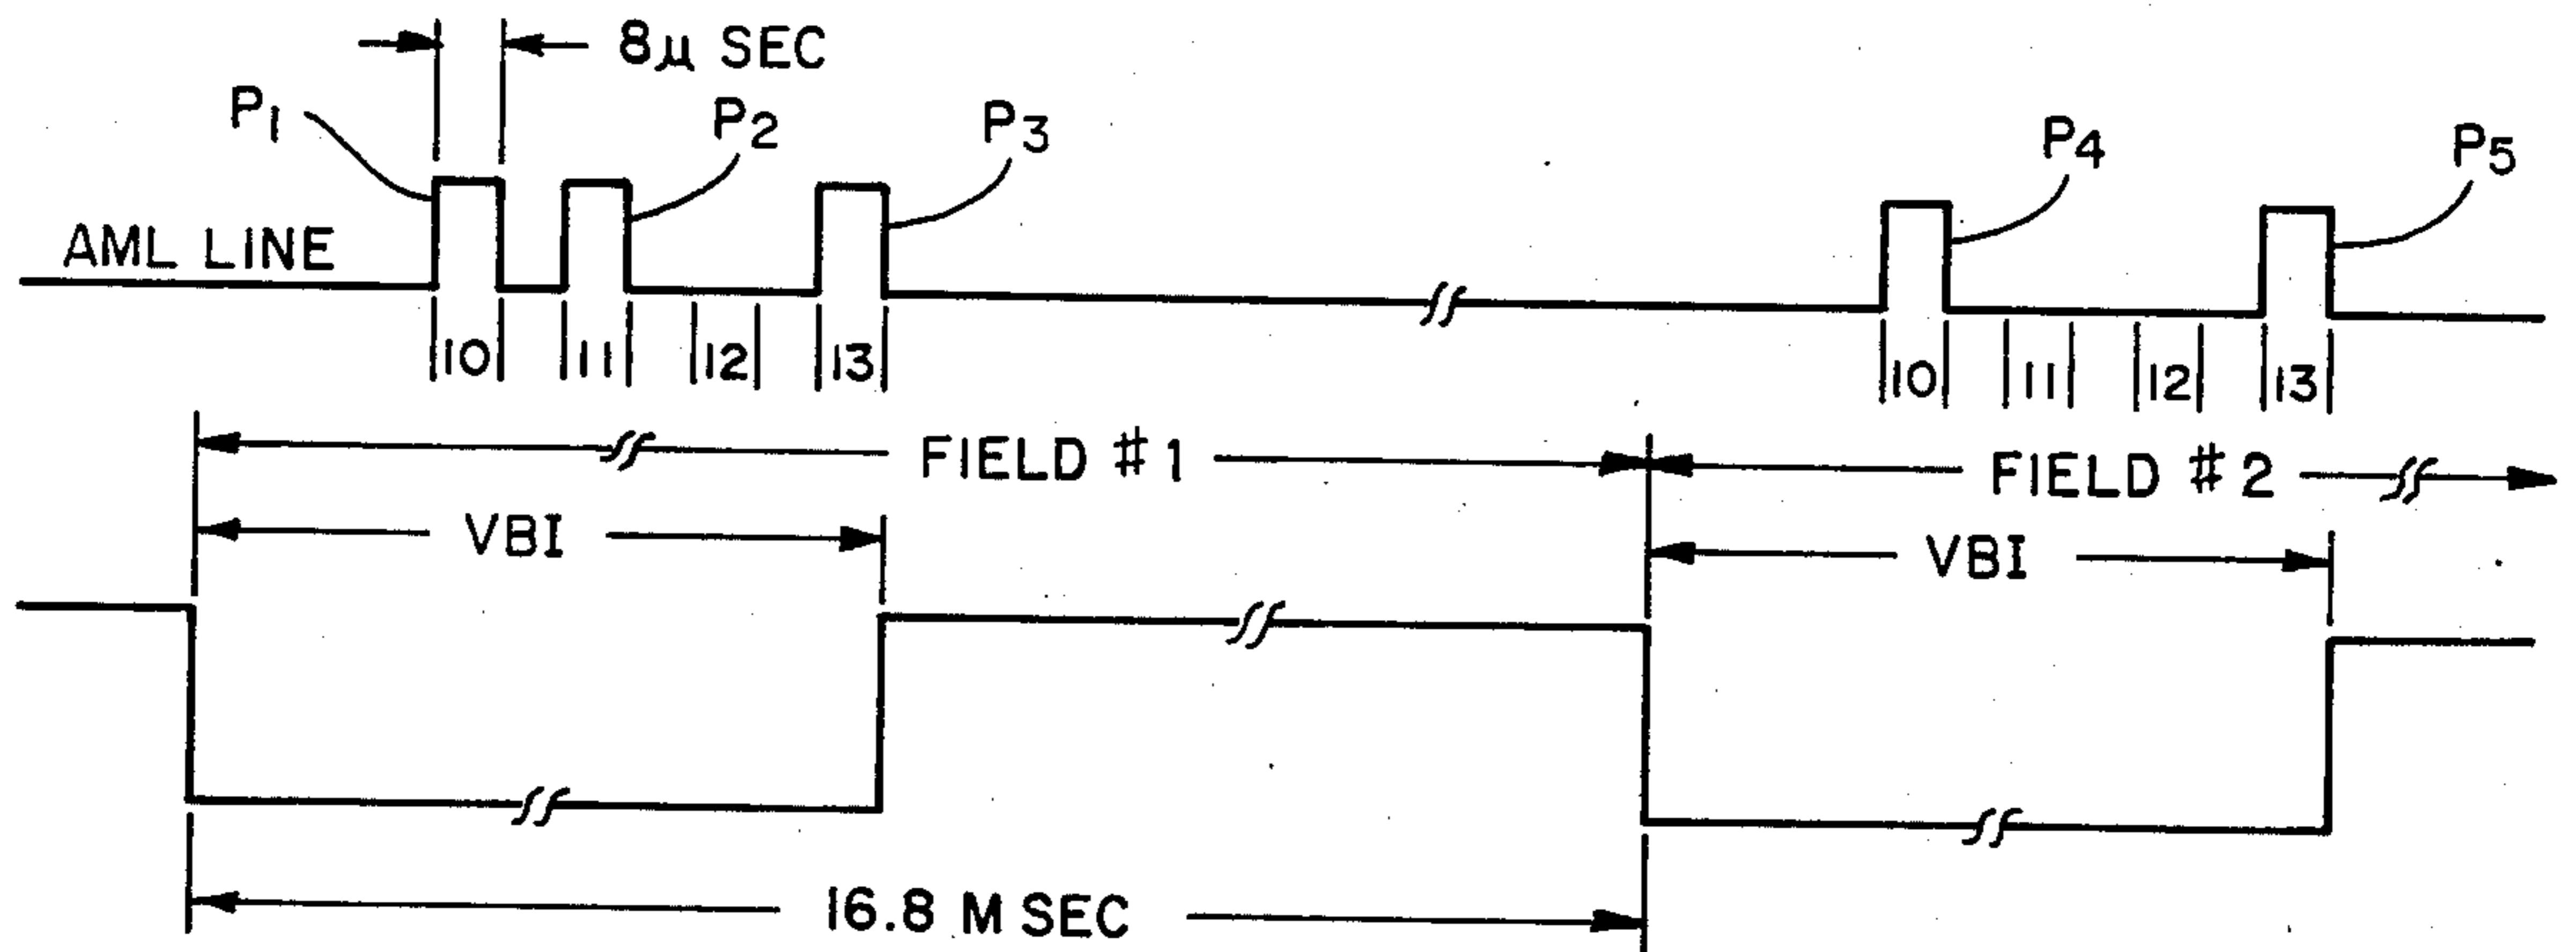 8μ SEC
P1
P2
P3
P4
P5
AML LINE
10 11 12 13
10 11 12 13
FIELD #1
FIELD #2
VBI
VBI
16.8 M SEC